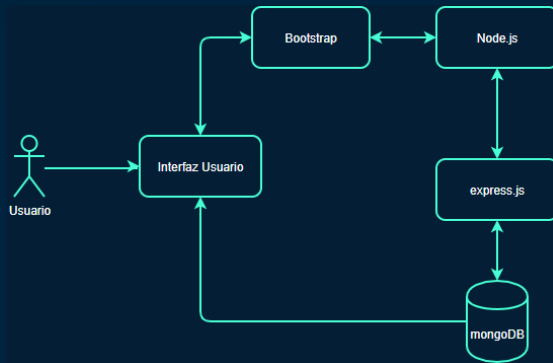 Bootstrap
Node.js
Interfaz Usuario
Usuario
express.js
mongoDB